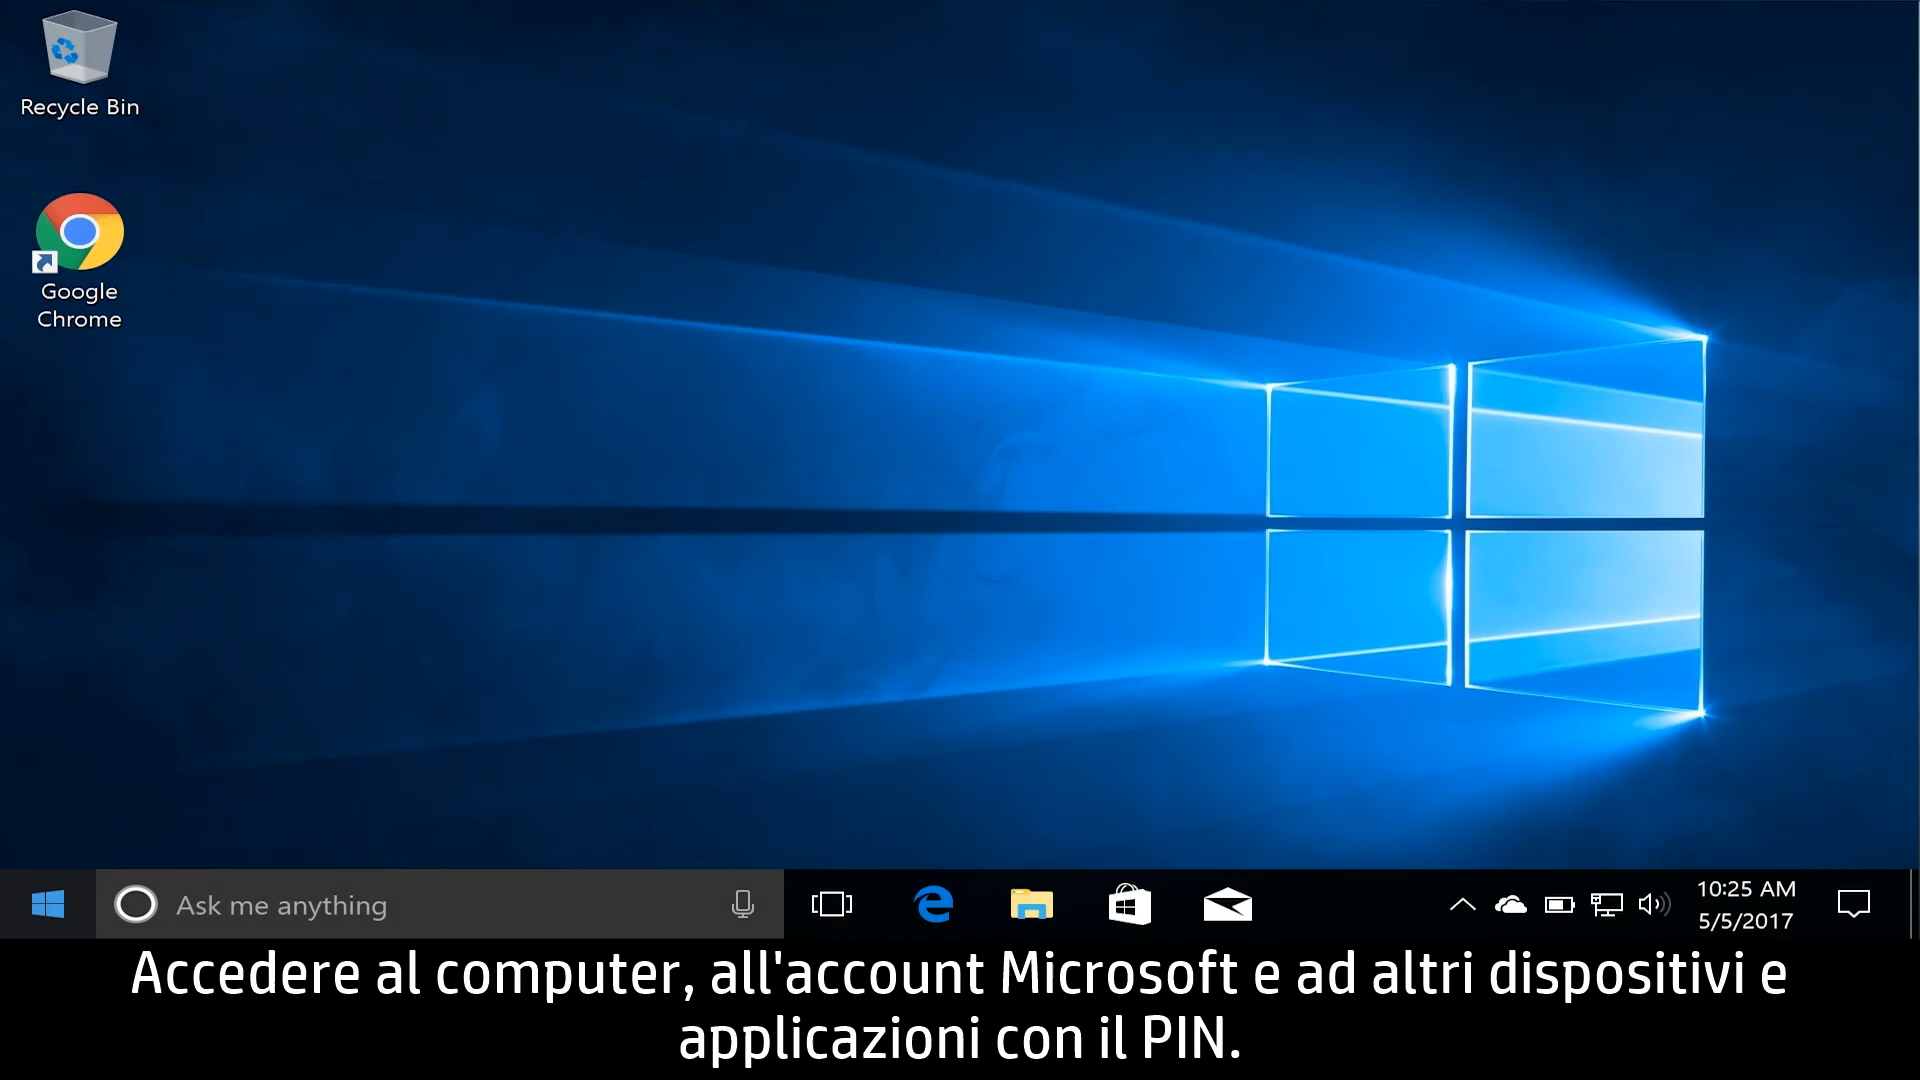 Recycle Bin
Google
Chrome
Ask me anything
10:25 AM
5/5/2017
Accedere al computer, all'account Microsoft e ad altri dispositivi e
applicazioni con il PIN.